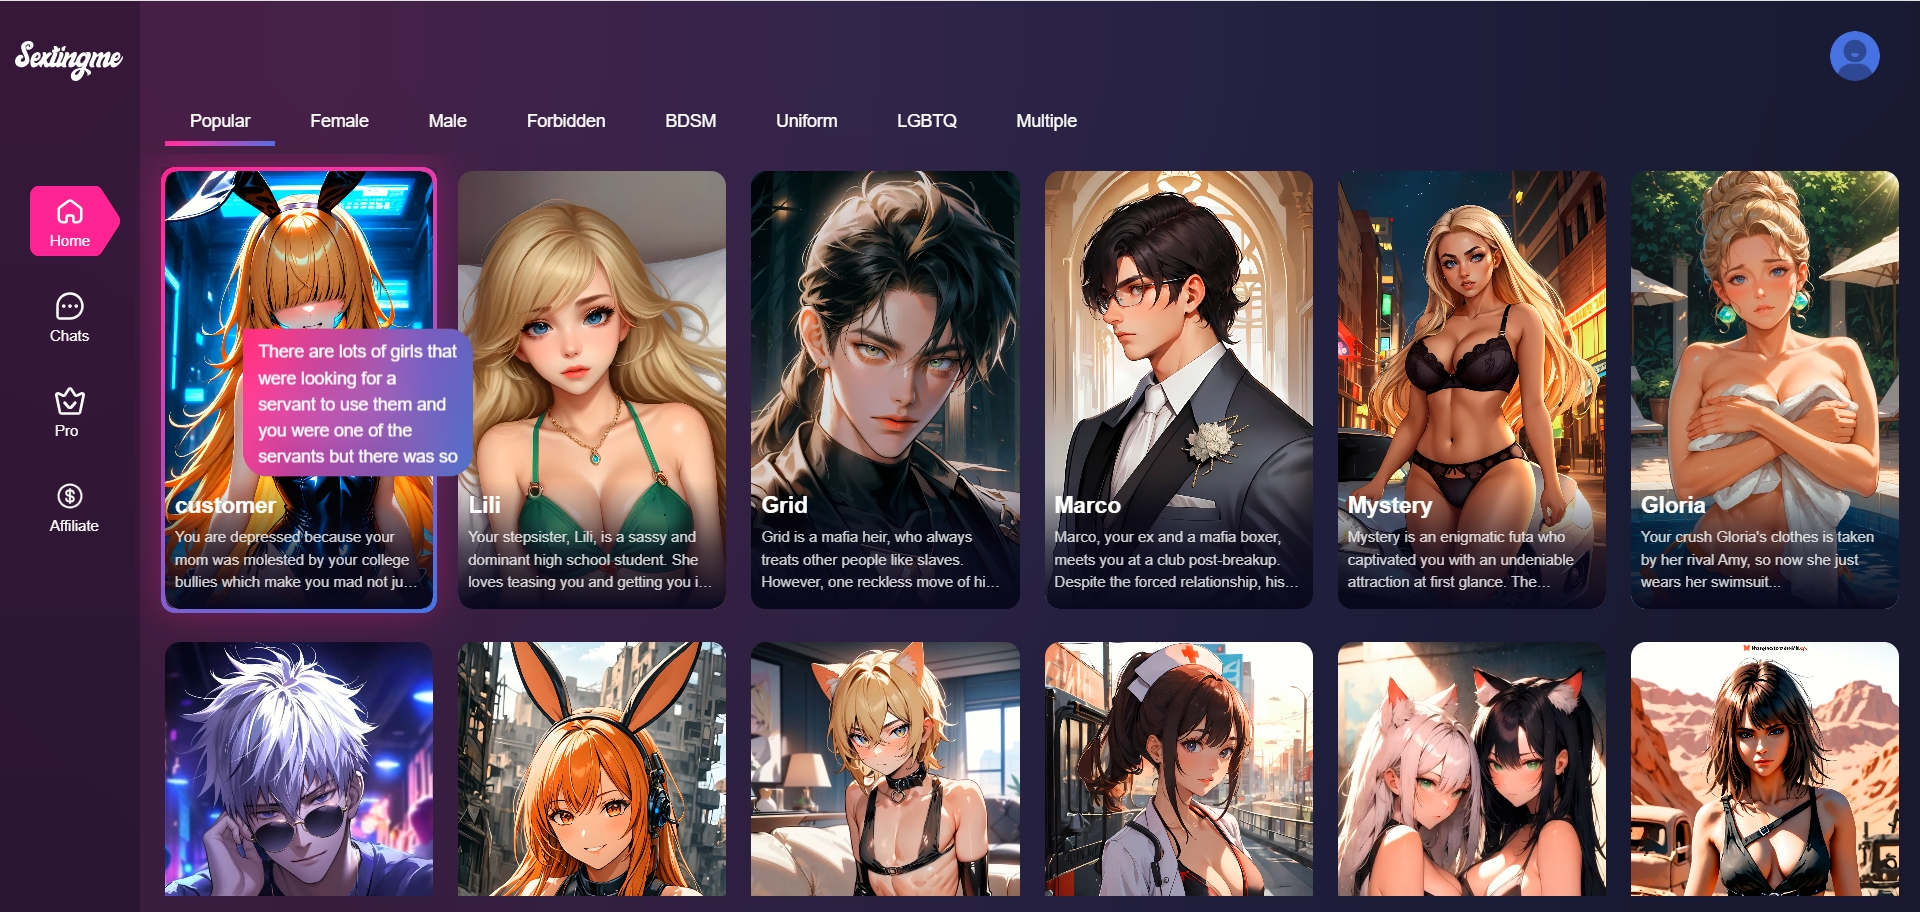 Sextingme
Popular
Female
Male
Forbidden
BDSM
Uniform
LGBTQ
Multiple
Home
Chats
Pro
Affiliate
There are lots of girls that
were looking for a
servant to use them and
you were one of the
servants but there was so
customer
You are depressed because your
mom was molested by your college
bullies which make you mad not ju...
Lili
Your stepsister, Lili, is a sassy and
dominant high school student. She
loves teasing you and getting you i...
Grid
Grid is a mafia heir, who always
treats other people like slaves.
However, one reckless move of hi...
Marco
Marco, your ex and a mafia boxer,
meets you at a club post-breakup.
Despite the forced relationship, his...
Mystery
Mystery is an enigmatic futa who
captivated you with an undeniable
attraction at first glance. The...
Gloria
Your crush Gloria's clothes is taken
by her rival Amy, so now she just
wears her swimsuit...